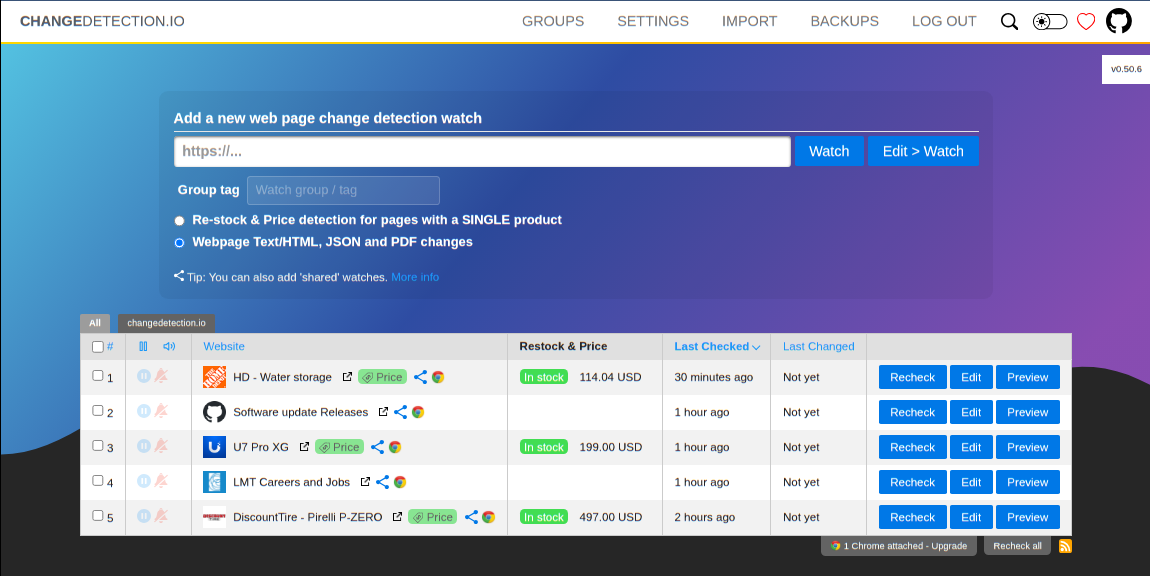 CHANGEDETECTION.IO GROUPS SETTINGS IMPORT BACKUPS LOG OUT
v0.50.6
Add a new web page change detection watch
https://... Watch Edit > Watch
Group tag Watch group / tag
Re-stock & Price detection for pages with a SINGLE product
Webpage Text/HTML, JSON and PDF changes
Tip: You can also add 'shared' watches. More info
All changedetection.io
# Website Restock & Price Last Checked Last Changed
1 HD - Water storage Price In stock 114.04 USD 30 minutes ago Not yet Recheck Edit Preview
2 Software update Releases 1 hour ago Not yet Recheck Edit Preview
3 U7 Pro XG Price In stock 199.00 USD 1 hour ago Not yet Recheck Edit Preview
4 LMT Careers and Jobs 1 hour ago Not yet Recheck Edit Preview
5 DiscountTire - Pirelli P-ZERO Price In stock 497.00 USD 2 hours ago Not yet Recheck Edit Preview
1 Chrome attached - Upgrade Recheck all